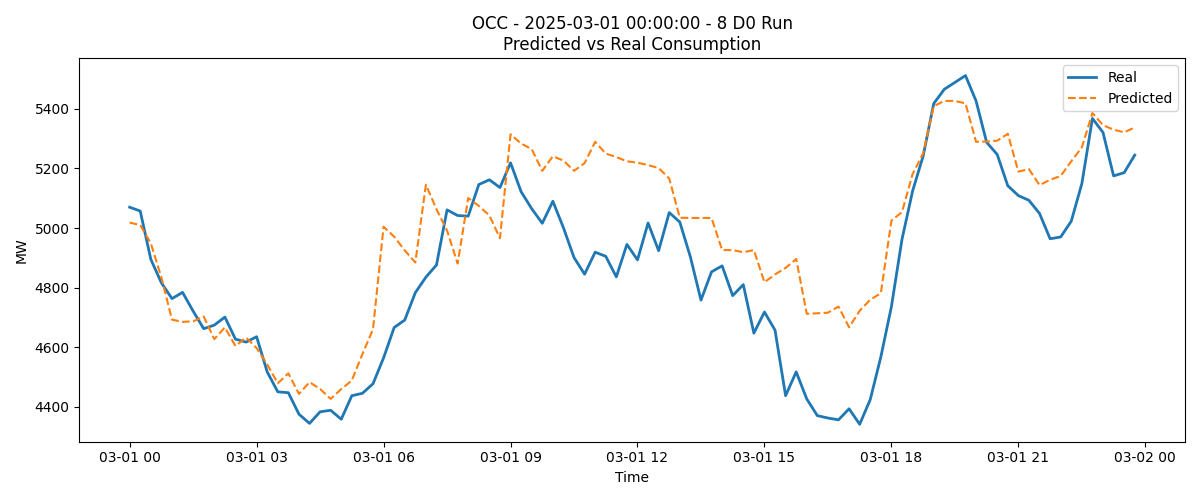 OCC - 2025-03-01 00:00:00 - 8 D0 Run
Predicted vs Real Consumption
Real
Predicted
MW
5400
5200
5000
4800
4600
4400
03-01 00
03-01 03
03-01 06
03-01 09
03-01 12
03-01 15
03-01 18
03-01 21
03-02 00
Time